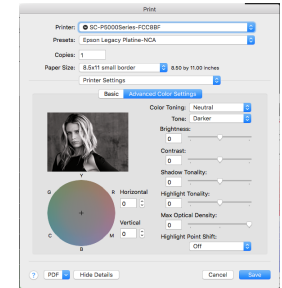 Print
Printer: SC-P5000Series-FCC8BF
Presets: Epson Legacy Platine-NCA
Copies: 1
Paper Size: 8.5x11 small border 8.50 by 11.00 inches
Printer Settings
Basic Advanced Color Settings
Color Toning: Neutral
Tone: Darker
Brightness:
0
Contrast:
0
Shadow Tonality:
0
Highlight Tonality:
0
Max Optical Density:
0
Highlight Point Shift:
Off
Y
G R
C M
B
Horizontal
0
Vertical
0
? PDF Hide Details Cancel Save